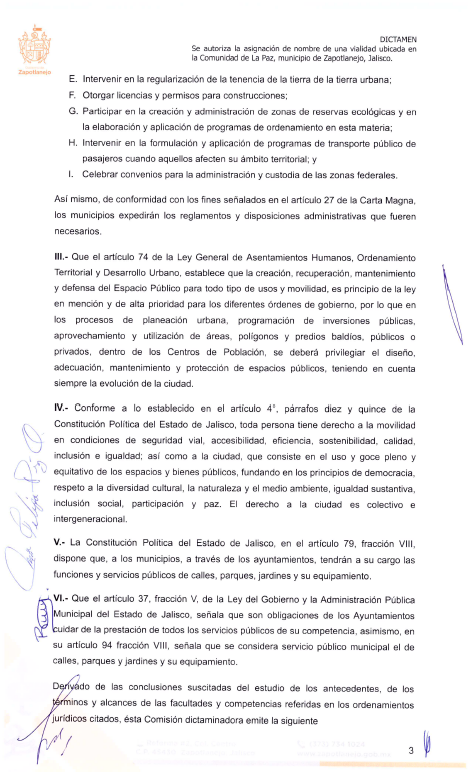 Zapotlanejo
DICTAMEN
Se autoriza la asignación de nombre de una vialidad ubicada en
la Comunidad de La Paz, municipio de Zapotlanejo, Jalisco.
E. Intervenir en la regularización de la tenencia de la tierra de la tierra urbana;
F. Otorgar licencias y permisos para construcciones;
G. Participar en la creación y administración de zonas de reservas ecológicas y en
la elaboración y aplicación de programas de ordenamiento en esta materia;
H. Intervenir en la formulación y aplicación de programas de transporte público de
pasajeros cuando aquellos afecten su ámbito territorial; y
I. Celebrar convenios para la administración y custodia de las zonas federales.
Así mismo, de conformidad con los fines señalados en el artículo 27 de la Carta Magna,
los municipios expedirán los reglamentos y disposiciones administrativas que fueren
necesarios.
III.- Que el artículo 74 de la Ley General de Asentamientos Humanos, Ordenamiento
Territorial y Desarrollo Urbano, establece que la creación, recuperación, mantenimiento
y defensa del Espacio Público para todo tipo de usos y movilidad, es principio de la ley
en mención y de alta prioridad para los diferentes órdenes de gobierno, por lo que en
los procesos de planeación urbana, programación de inversiones públicas,
aprovechamiento y utilización de áreas, polígonos y predios baldíos, públicos o
privados, dentro de los Centros de Población, se deberá privilegiar el diseño,
adecuación, mantenimiento y protección de espacios públicos, teniendo en cuenta
siempre la evolución de la ciudad.
IV.- Conforme a lo establecido en el artículo 4°, párrafos diez y quince de la
Constitución Política del Estado de Jalisco, toda persona tiene derecho a la movilidad
en condiciones de seguridad vial, accesibilidad, eficiencia, sostenibilidad, calidad,
inclusión e igualdad; así como a la ciudad, que consiste en el uso y goce pleno y
equitativo de los espacios y bienes públicos, fundando en los principios de democracia,
respeto a la diversidad cultural, la naturaleza y el medio ambiente, igualdad sustantiva,
inclusión social, participación y paz. El derecho a la ciudad es colectivo e
intergeneracional.
V.- La Constitución Política del Estado de Jalisco, en el artículo 79, fracción VIII,
dispone que, a los municipios, a través de los ayuntamientos, tendrán a su cargo las
funciones y servicios públicos de calles, parques, jardines y su equipamiento.
VI.- Que el artículo 37, fracción V, de la Ley del Gobierno y la Administración Pública
Municipal del Estado de Jalisco, señala que son obligaciones de los Ayuntamientos
cuidar de la prestación de todos los servicios públicos de su competencia, asimismo, en
su artículo 94 fracción VIII, señala que se considera servicio público municipal el de
calles, parques y jardines y su equipamiento.
Derivado de las conclusiones suscitadas del estudio de los antecedentes, de los
términos y alcances de las facultades y competencias referidas en los ordenamientos
jurídicos citados, ésta Comisión dictaminadora emite la siguiente
3